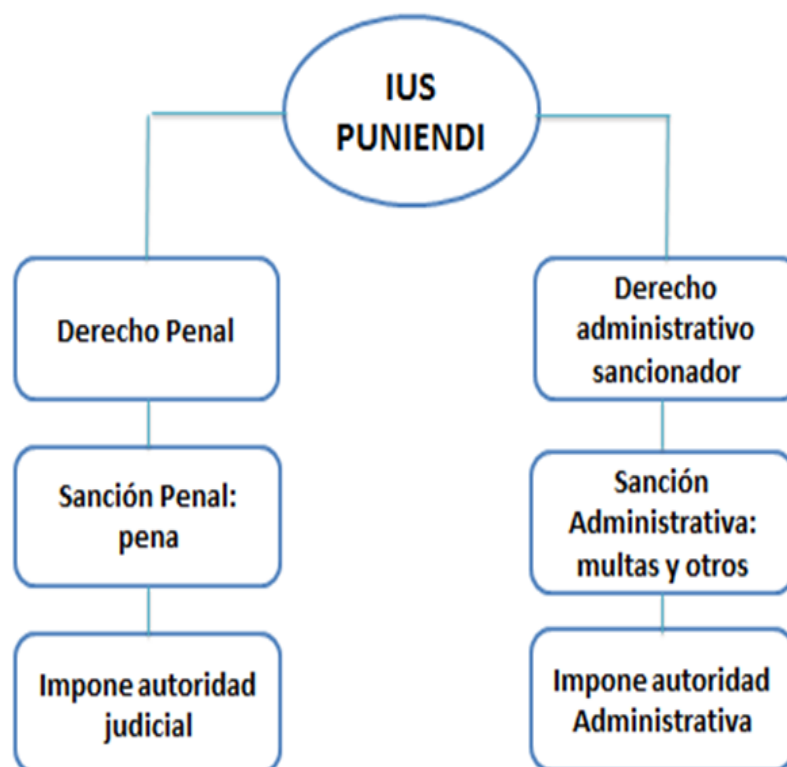 IUS
PUNIENDI
Derecho Penal
Derecho
administrativo
sancionador
Sanción Penal:
pena
Sanción
Administrativa:
multas y otros
Impone autoridad
judicial
Impone autoridad
Administrativa